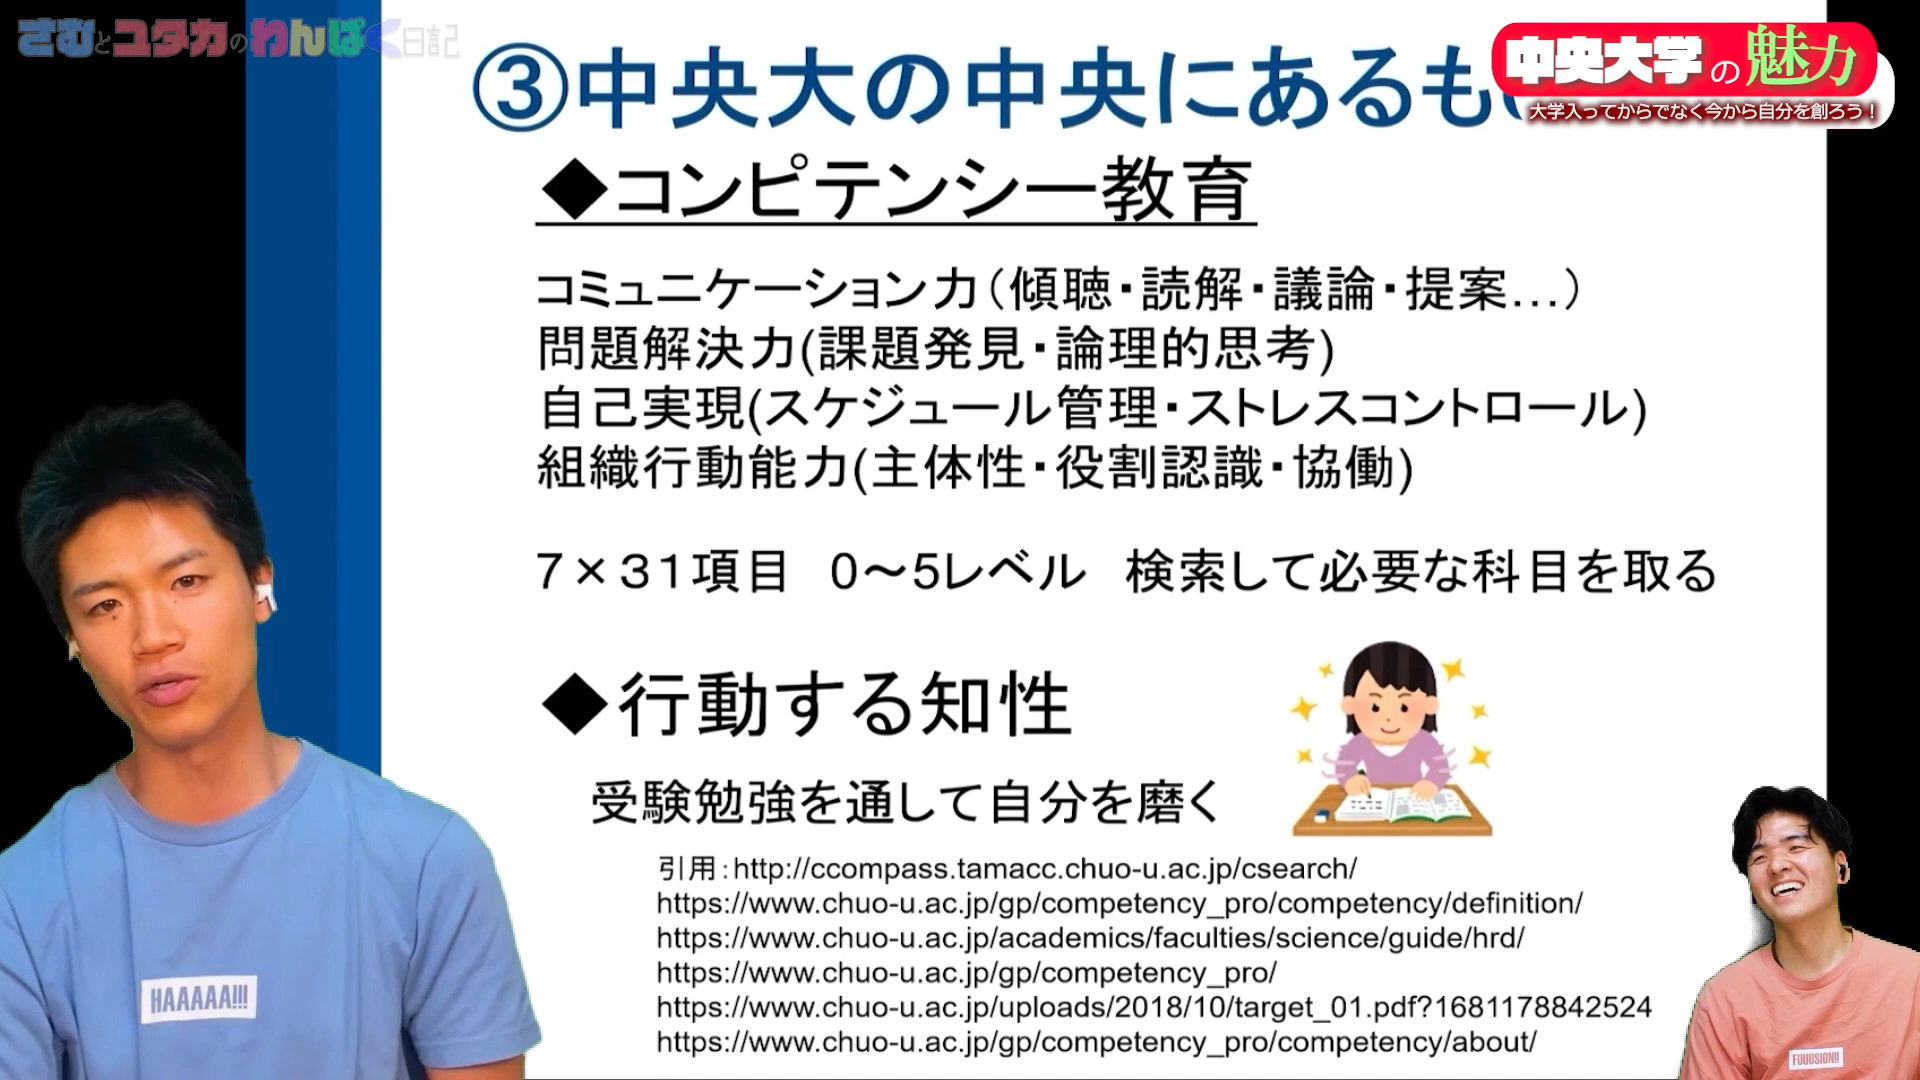 さむとユタカのわんぱく日記
中央大学の魅力
大学入ってからでなく今から自分を創ろう！
③中央大の中央にあるも
◆コンピテンシー教育
コミュニケーション力（傾聴・読解・議論・提案…）
問題解決力(課題発見・論理的思考)
自己実現(スケジュール管理・ストレスコントロール)
組織行動能力(主体性・役割認識・協働)
７×３１項目　0～5レベル　検索して必要な科目を取る
◆行動する知性
受験勉強を通して自分を磨く
引用：http://ccompass.tamacc.chuo-u.ac.jp/csearch/
https://www.chuo-u.ac.jp/gp/competency_pro/competency/definition/
https://www.chuo-u.ac.jp/academics/faculties/science/guide/hrd/
https://www.chuo-u.ac.jp/gp/competency_pro/
https://www.chuo-u.ac.jp/uploads/2018/10/target_01.pdf?1681178842524
https://www.chuo-u.ac.jp/gp/competency_pro/competency/about/
HAAAAA!!!
FUUUSION!!